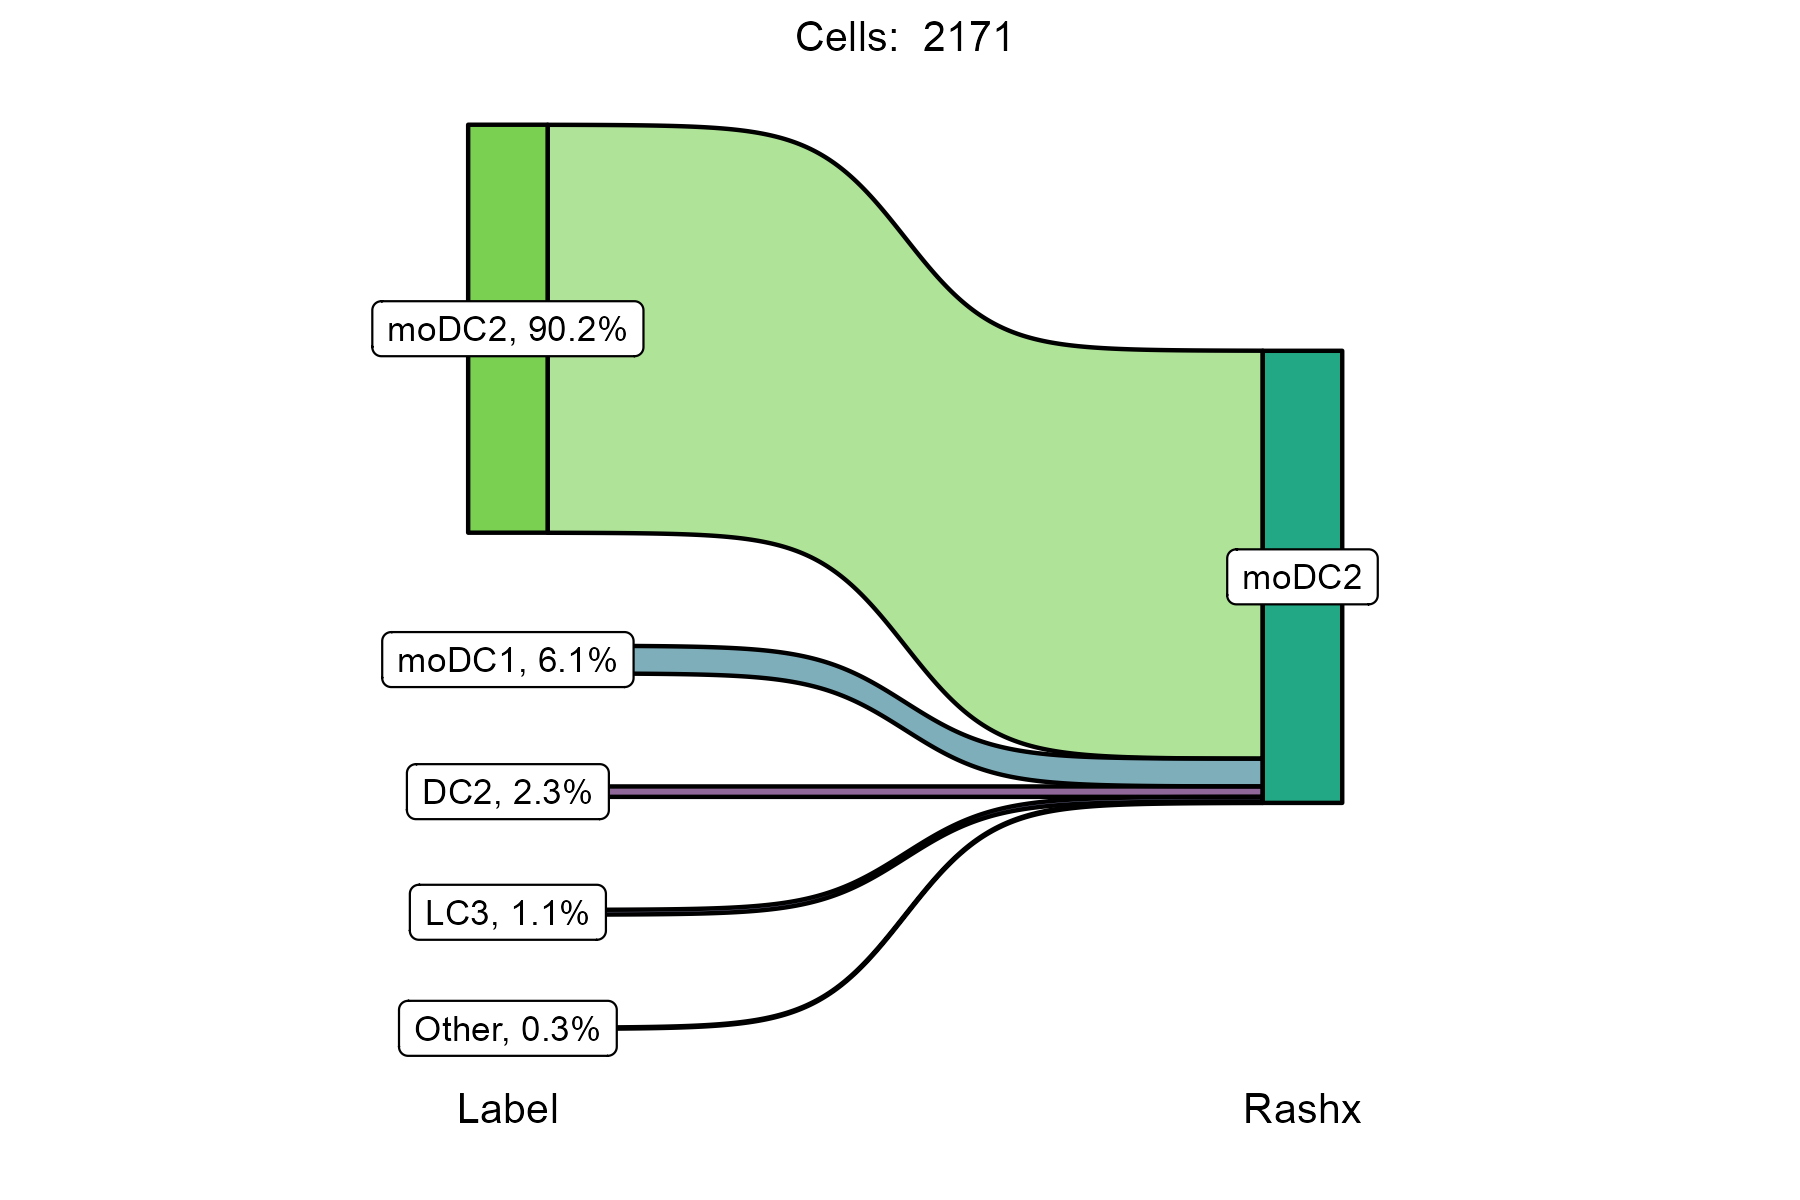 Cells:  2171
moDC2, 90.2%
moDC2
moDC1, 6.1%
DC2, 2.3%
LC3, 1.1%
Other, 0.3%
Label
Rashx